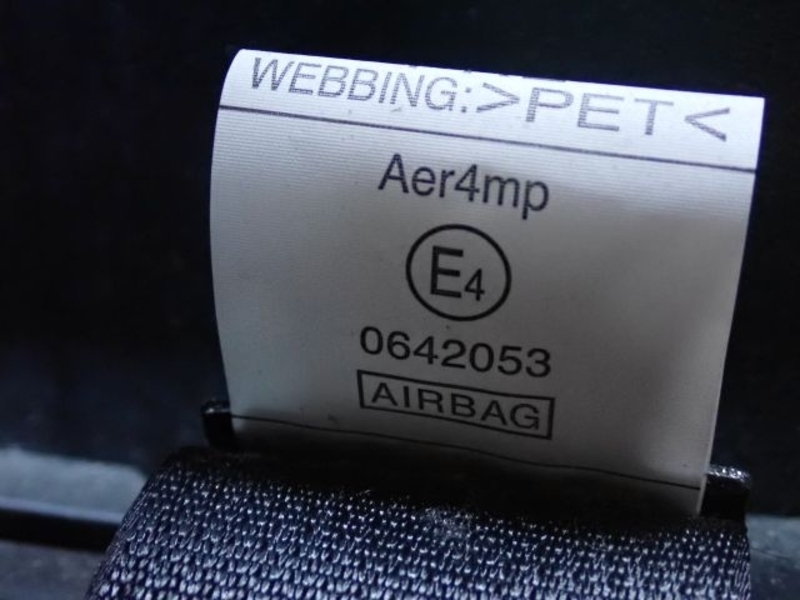 WEBBING:>PET<
Aer4mp
E4
0642053
AIRBAG